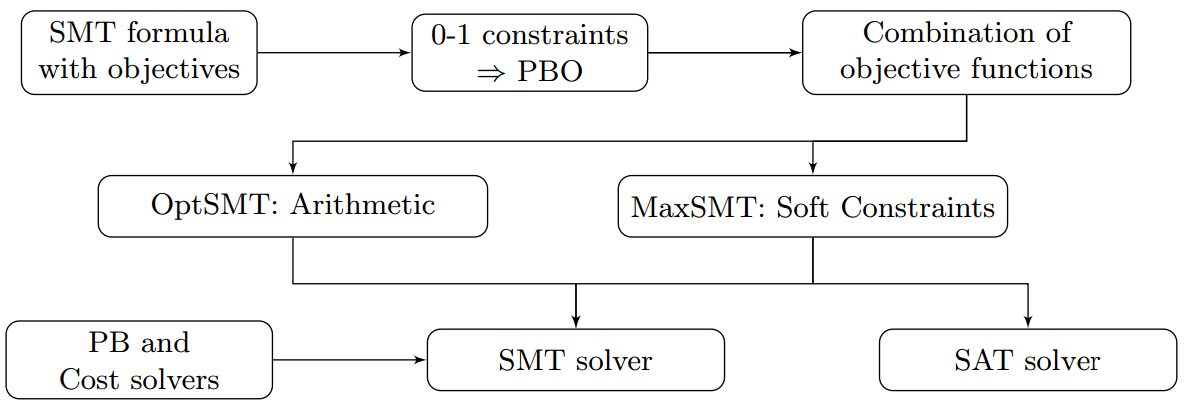 SMT formula
with objectives
0-1 constraints
⇒ PBO
Combination of
objective functions
OptSMT: Arithmetic
MaxSMT: Soft Constraints
PB and
Cost solvers
SMT solver
SAT solver